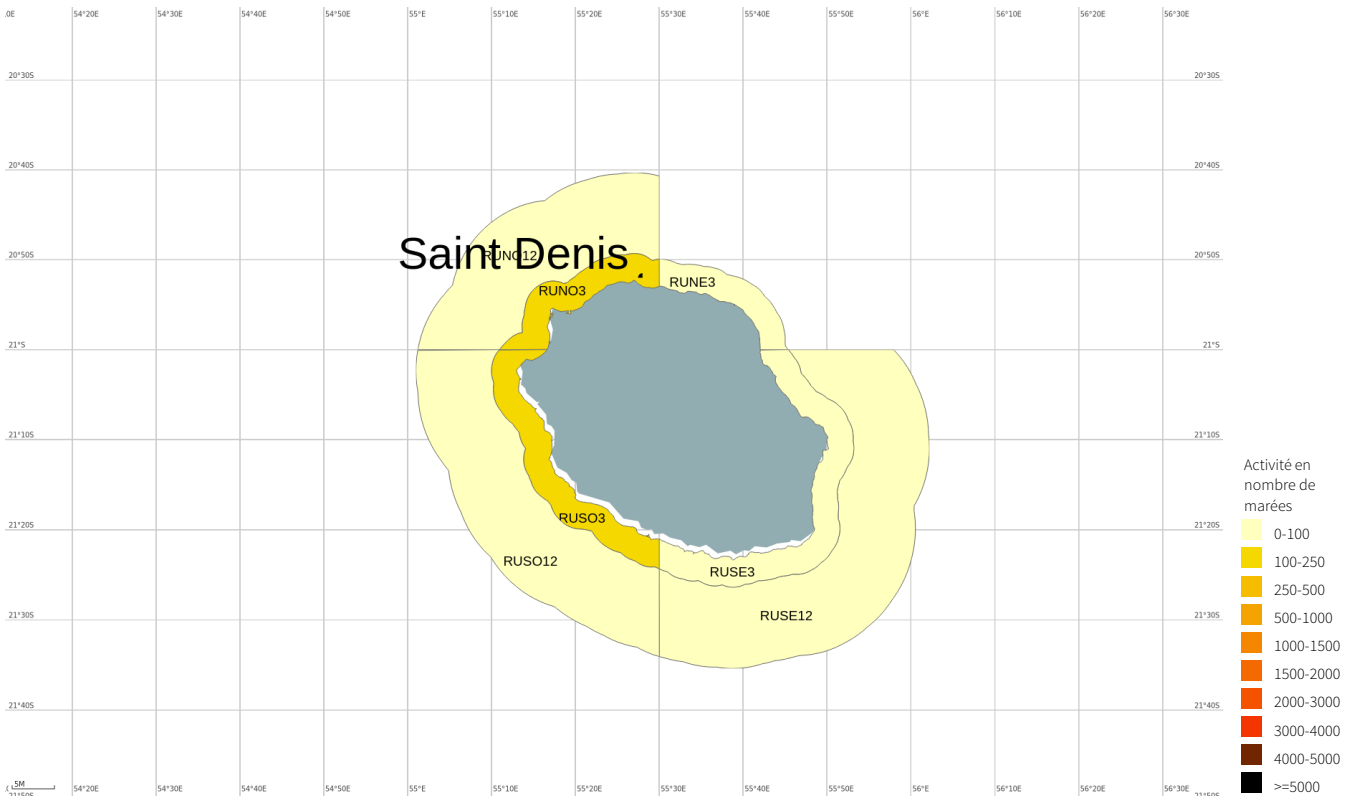 0E 54°20E 54°30E 54°40E 54°50E 55°E 55°10E 55°20E 55°30E 55°40E 55°50E 56°E 56°10E 56°20E 56°30E
20°30S 20°30S
20°40S 20°40S
Saint Denis
RUNO12
20°50S 20°50S
RUNE3
RUNO3
21°S 21°S
21°10S 21°10S
RUSO3
21°20S 21°20S
RUSO12
RUSE3
RUSE12
21°30S 21°30S
21°40S 21°40S
5M
54°20E 54°30E 54°40E 54°50E 55°E 55°10E 55°20E 55°30E 55°40E 55°50E 56°E 56°10E 56°20E 56°30E
21°50S 21°50S
Activité en
nombre de
marées
0-100
100-250
250-500
500-1000
1000-1500
1500-2000
2000-3000
3000-4000
4000-5000
>=5000